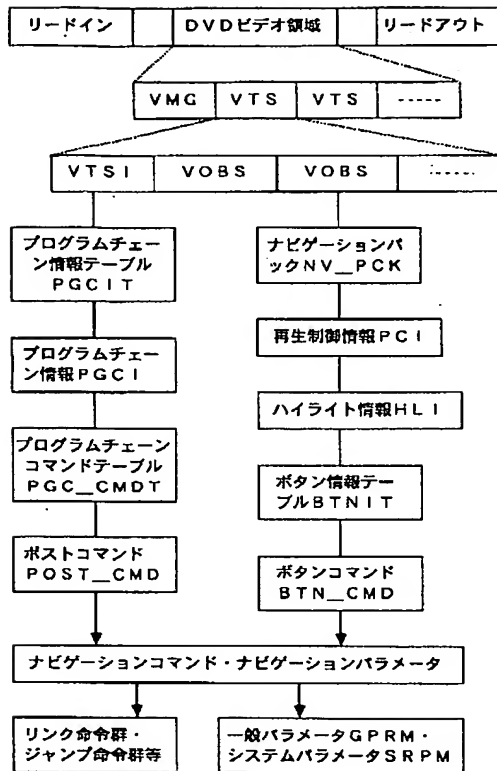 リードイン DVDビデオ領域 リードアウト
VMG VTS VTS -----
VTSI VOBS VOBS -----
プログラムチェー
ン情報テーブル
PGCIT
プログラムチェー
ン情報PGCI
プログラムチェーン
コマンドテーブル
PGC__CMDT
ポストコマンド
POST__CMD
ナビゲーションパ
ックNV__PCK
再生制御情報PCI
ハイライト情報HLI
ボタン情報テー
ブルBTNIT
ボタンコマンド
BTN__CMD
ナビゲーションコマンド・ナビゲーションパラメータ
リンク命令群・
ジャンプ命令群等
一般パラメータGPRM・
システムパラメータSRPM